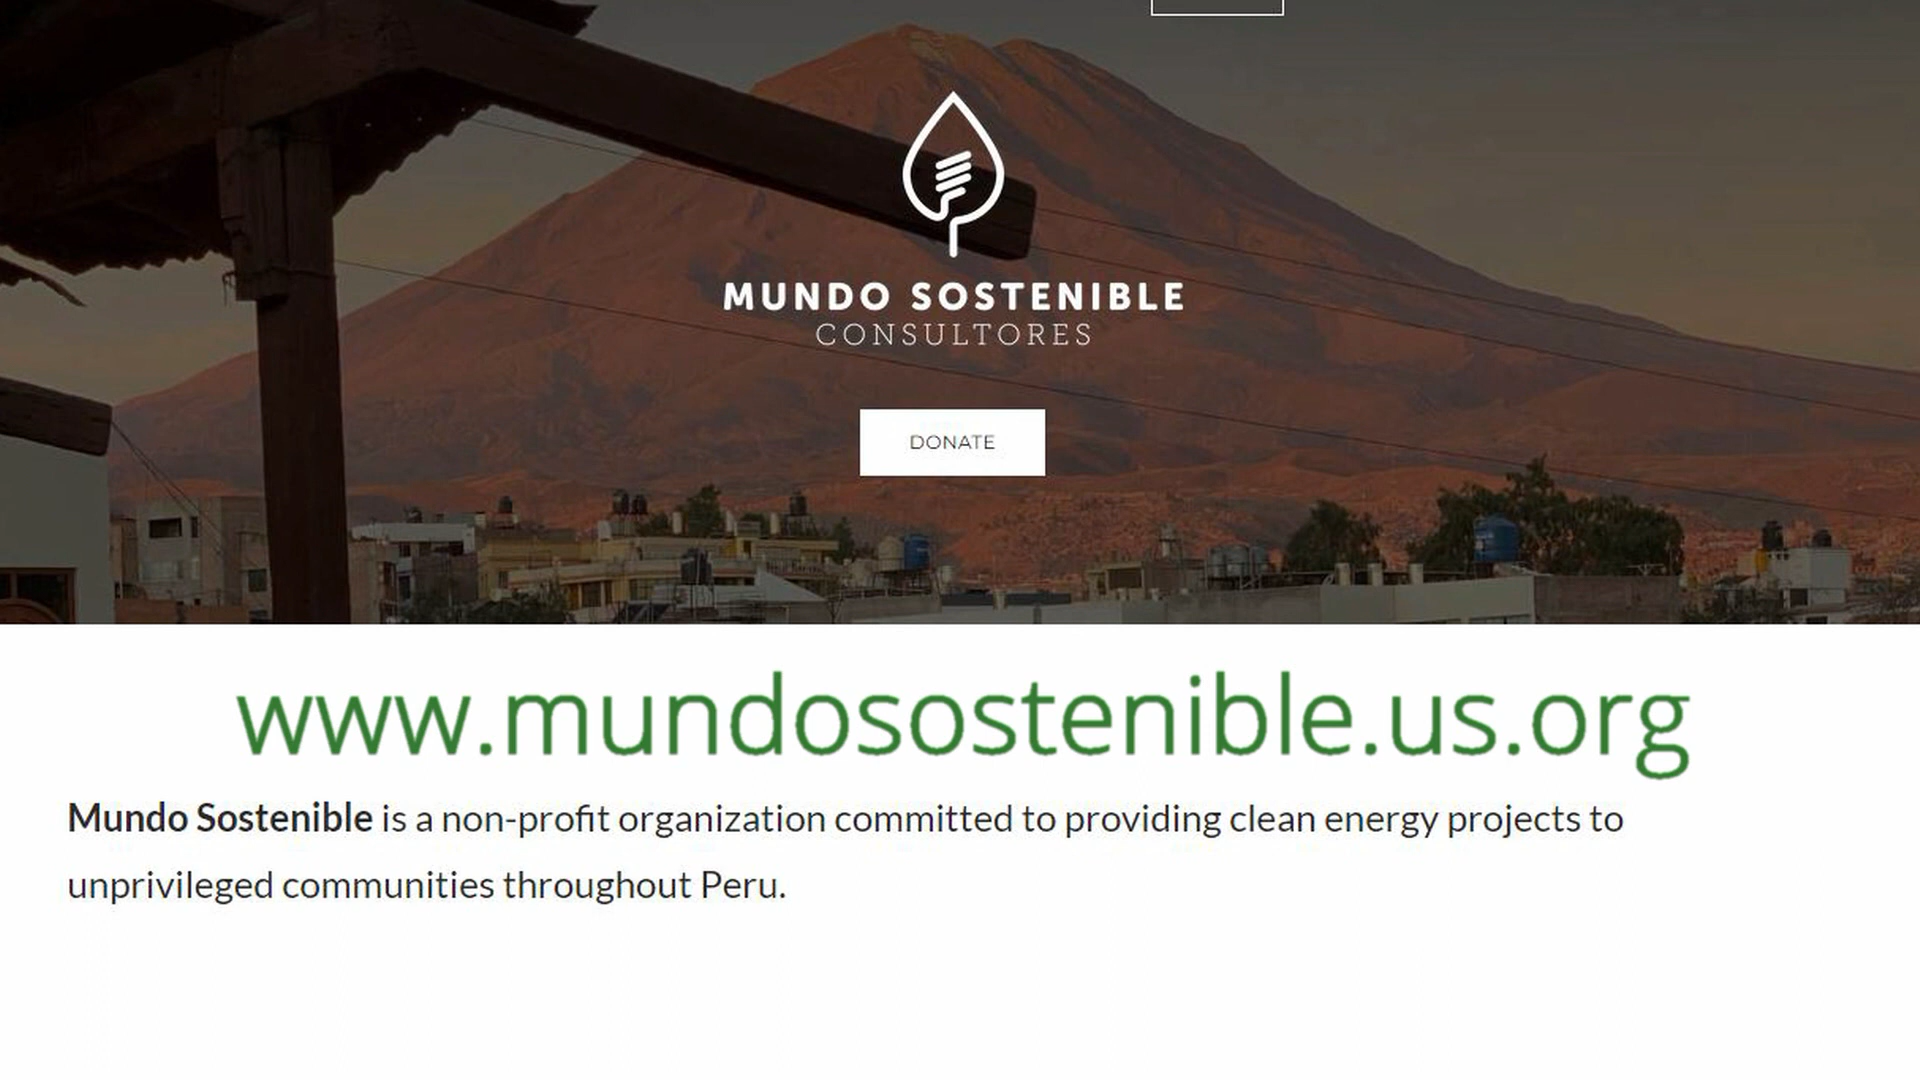 MUNDO SOSTENIBLE
CONSULTORES
DONATE
www.mundosostenible.us.org
Mundo Sostenible is a non-profit organization committed to providing clean energy projects to
unprivileged communities throughout Peru.